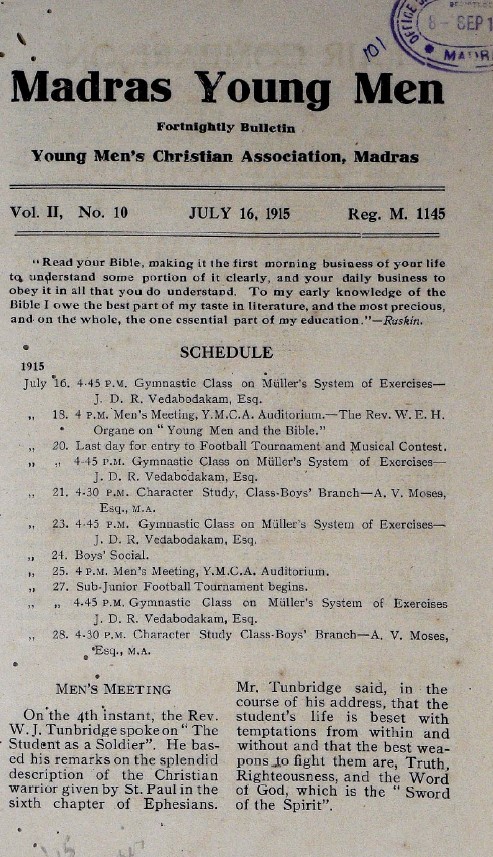 OFFICE
8-SEP 1
MADR
101
Madras Young Men
Fortnightly Bulletin
Young Men's Christian Association, Madras
Vol. II, No. 10 JULY 16, 1915 Reg. M. 1145
"Read your Bible, making it the first morning business of your life
to understand some portion of it clearly, and your daily business to
obey it in all that you do understand. To my early knowledge of the
Bible I owe the best part of my taste in literature, and the most precious,
and on the whole, the one essential part of my education."—Ruskin.
SCHEDULE
1915
July 16. 4-45 P.M. Gymnastic Class on Müller's System of Exercises—
J. D. R. Vedabodakam, Esq.
„ 18. 4 P.M. Men's Meeting, Y.M.C.A. Auditorium.—The Rev. W. E. H.
Organe on "Young Men and the Bible."
„ 20. Last day for entry to Football Tournament and Musical Contest.
„ „ 4-45 P.M. Gymnastic Class on Müller's System of Exercises—
J. D. R. Vedabodakam, Esq.
„ 21. 4-30 P.M. Character Study, Class-Boys' Branch—A. V. Moses,
Esq., M.A.
„ 23. 4-45 P.M. Gymnastic Class on Müller's System of Exercises—
J. D. R. Vedabodakam, Esq.
„ 24. Boys' Social.
„ 25. 4 P.M. Men's Meeting, Y.M.C.A. Auditorium.
„ 27. Sub-Junior Football Tournament begins.
„ „ 4-45 P.M. Gymnastic Class on Müller's System of Exercises
J. D. R. Vedabodakam, Esq.
„ 28. 4-30 P.M. Character Study Class-Boys' Branch—A. V. Moses,
Esq., M.A.
MEN'S MEETING
On the 4th instant, the Rev.
W. J. Tunbridge spoke on "The
Student as a Soldier". He bas-
ed his remarks on the splendid
description of the Christian
warrior given by St. Paul in the
sixth chapter of Ephesians.
Mr. Tunbridge said, in the
course of his address, that the
student's life is beset with
temptations from within and
without and that the best wea-
pons to fight them are, Truth,
Righteousness, and the Word
of God, which is the "Sword
of the Spirit".